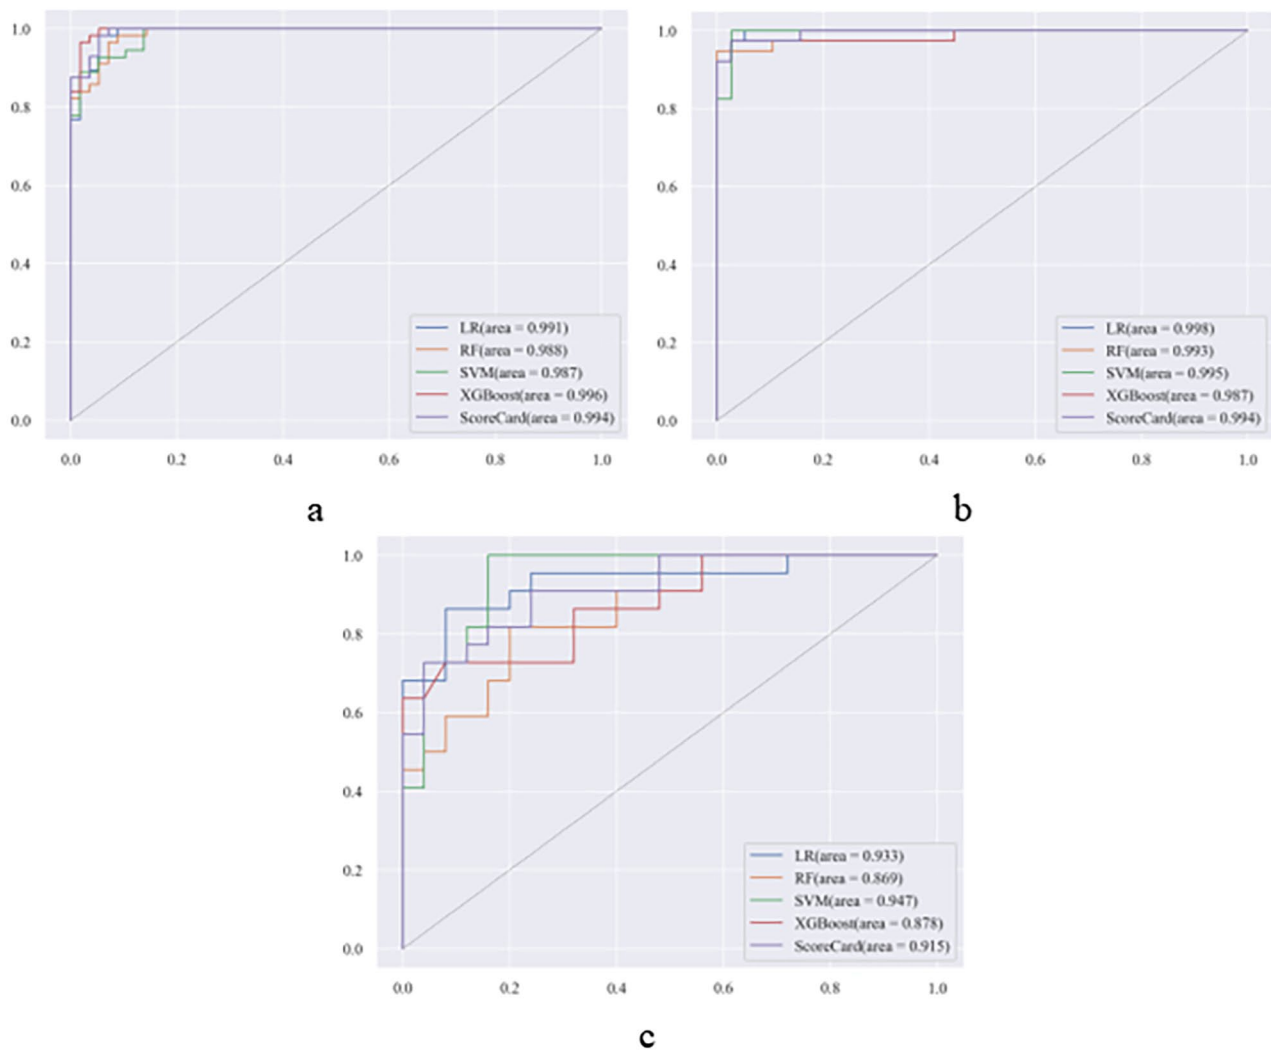 1.0
0.8
0.6
0.4
0.2
0.0
LR(area = 0.991)
RF(area = 0.988)
SVM(area = 0.987)
XGBoost(area = 0.996)
ScoreCard(area = 0.994)
0.0 0.2 0.4 0.6 0.8 1.0
a
1.0
0.8
0.6
0.4
0.2
0.0
LR(area = 0.998)
RF(area = 0.993)
SVM(area = 0.995)
XGBoost(area = 0.987)
ScoreCard(area = 0.994)
0.0 0.2 0.4 0.6 0.8 1.0
b
1.0
0.8
0.6
0.4
0.2
0.0
LR(area = 0.933)
RF(area = 0.869)
SVM(area = 0.947)
XGBoost(area = 0.878)
ScoreCard(area = 0.915)
0.0 0.2 0.4 0.6 0.8 1.0
c